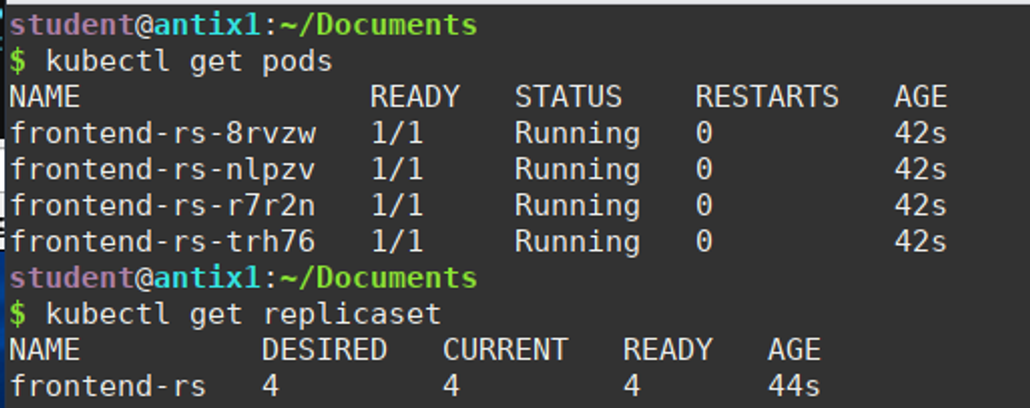 student@antix1:~/Documents
$ kubectl get pods
NAME                READY   STATUS    RESTARTS   AGE
frontend-rs-8rvzw   1/1     Running   0          42s
frontend-rs-nlpzv   1/1     Running   0          42s
frontend-rs-r7r2n   1/1     Running   0          42s
frontend-rs-trh76   1/1     Running   0          42s
student@antix1:~/Documents
$ kubectl get replicaset
NAME          DESIRED   CURRENT   READY   AGE
frontend-rs   4         4         4       44s